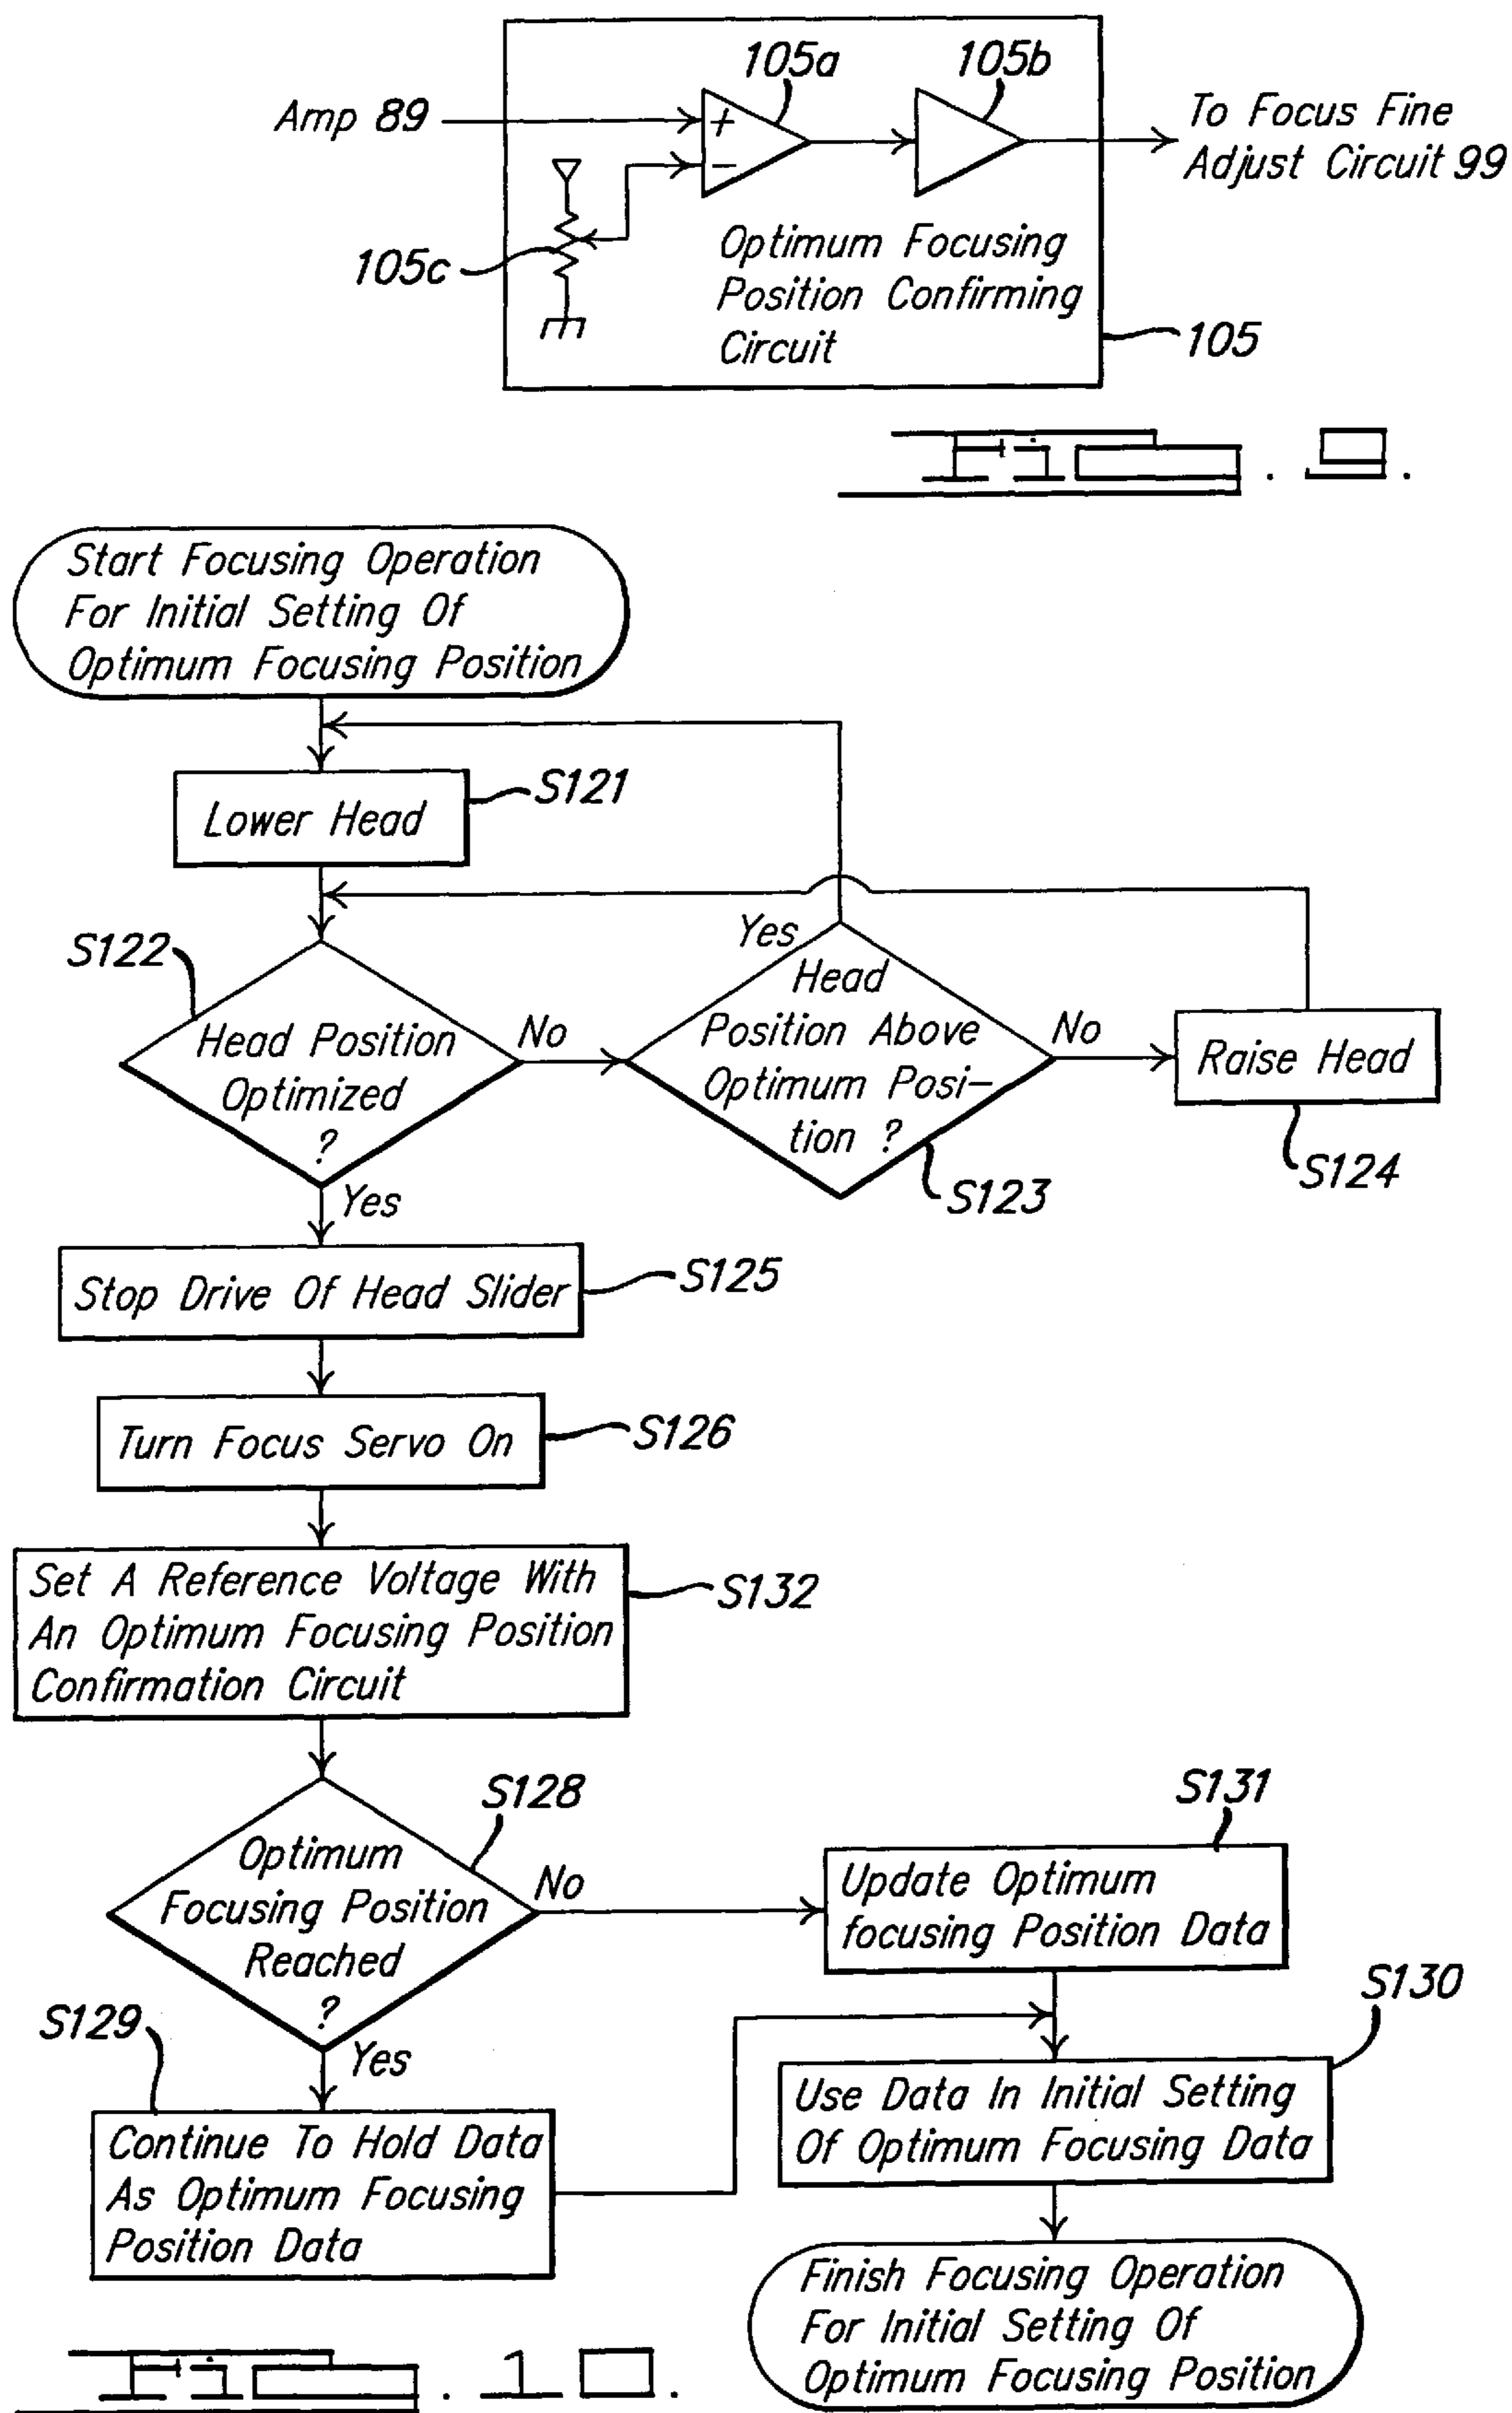 105a
105b
Amp 89
+
To Focus Fine
Adjust Circuit 99
−
105c
Optimum Focusing
Position Confirming
Circuit
105
FIG. 9.
Start Focusing Operation
For Initial Setting Of
Optimum Focusing Position
Lower Head
S121
S122
Head Position
Optimized
?
No
Yes
Head
Position Above
Optimum Posi-
tion ?
S123
No
Raise Head
S124
Yes
Stop Drive Of Head Slider
S125
Turn Focus Servo On
S126
Set A Reference Voltage With
An Optimum Focusing Position
Confirmation Circuit
S132
S128
Optimum
Focusing Position
Reached
?
No
S131
Update Optimum
focusing Position Data
S129
Yes
Continue To Hold Data
As Optimum Focusing
Position Data
S130
Use Data In Initial Setting
Of Optimum Focusing Data
Finish Focusing Operation
For Initial Setting Of
Optimum Focusing Position
FIG. 10.